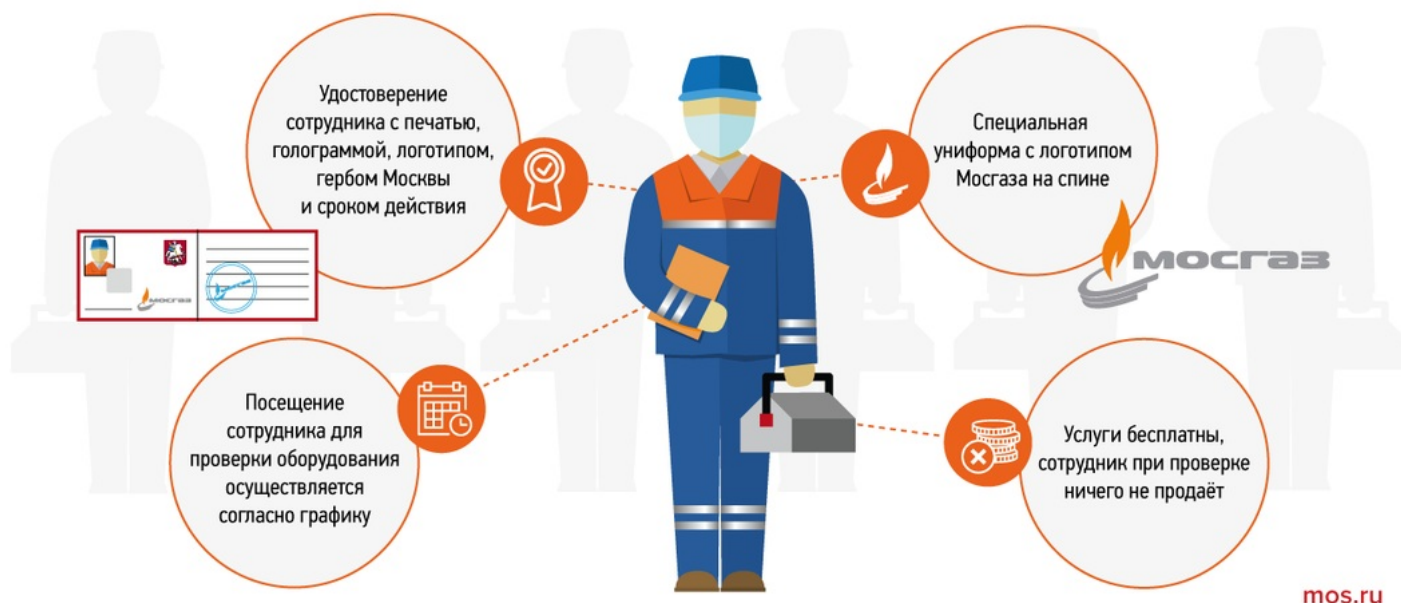 Удостоверение
сотрудника с печатью,
голограммой, логотипом,
гербом Москвы
и сроком действия
мосгаз
Специальная
униформа с логотипом
Мосгаза на спине
мосгаз
Посещение
сотрудника для
проверки оборудования
осуществляется
согласно графику
Услуги бесплатны,
сотрудник при проверке
ничего не продаёт
mos.ru